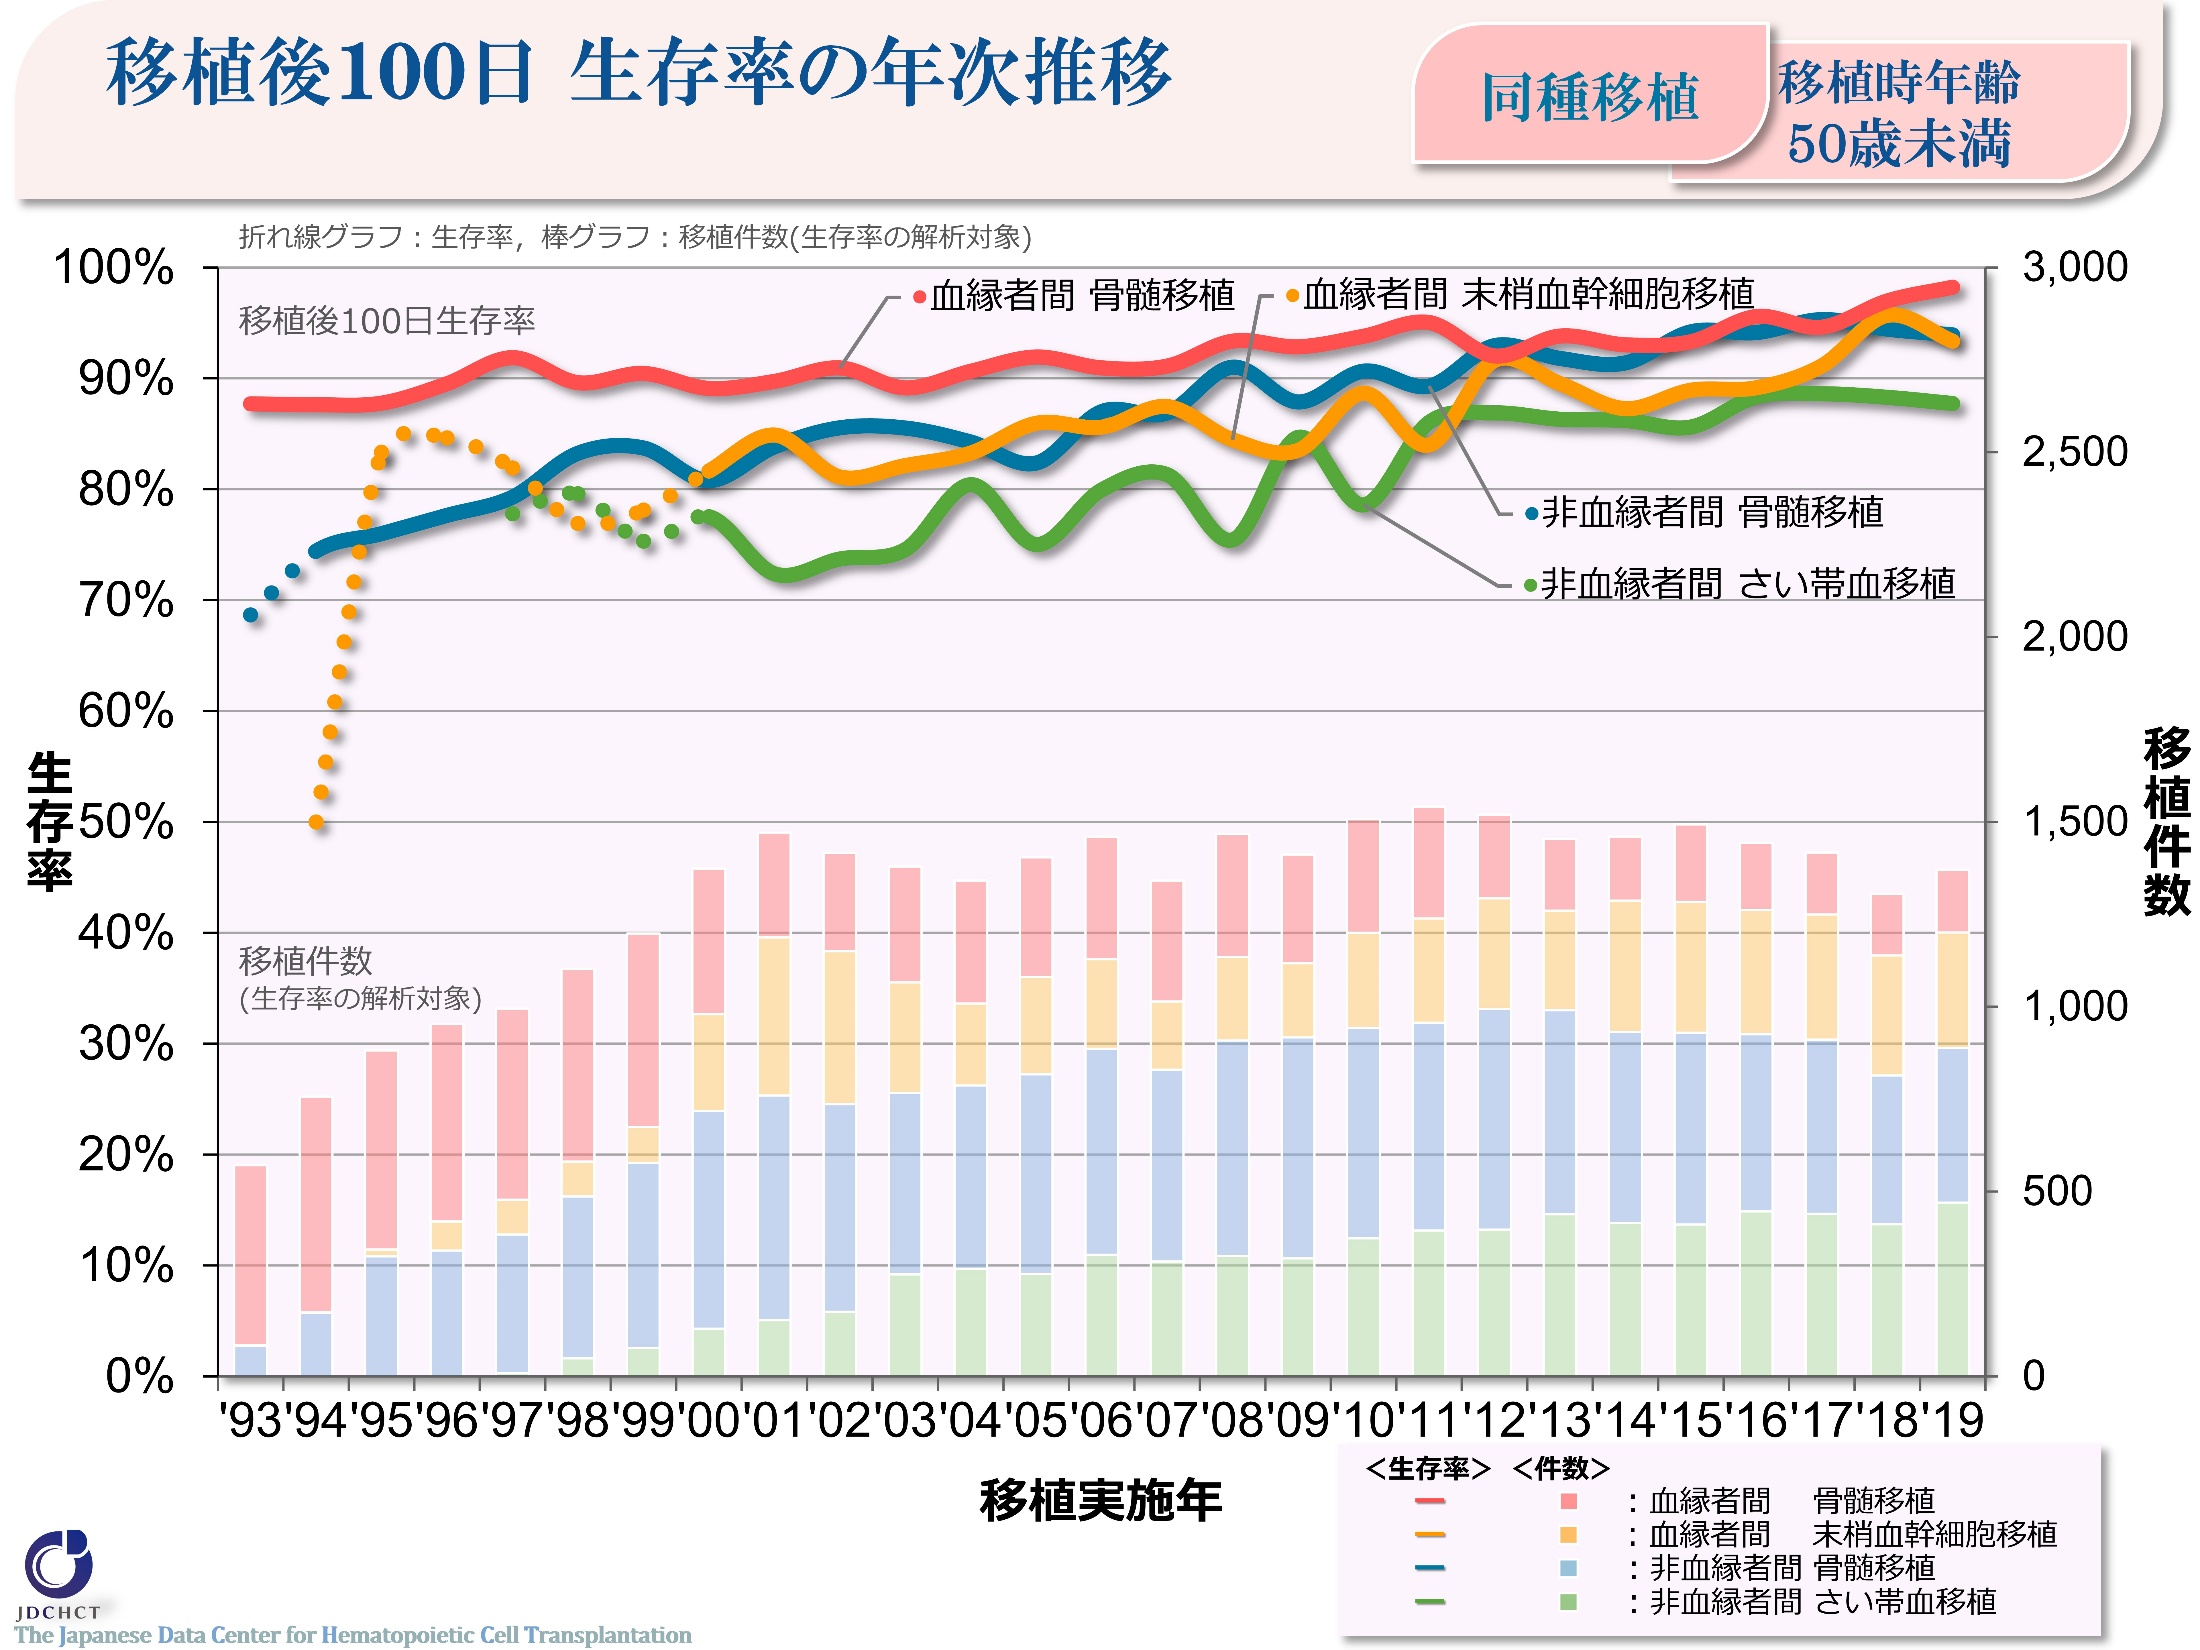 移植後100日 生存率の年次推移
同種移植
移植時年齢
50歳未満
折れ線グラフ：生存率，棒グラフ：移植件数(生存率の解析対象)
100%
90%
80%
70%
60%
50%
40%
30%
20%
10%
0%
生存率
移植後100日生存率
血縁者間 骨髄移植
血縁者間 末梢血幹細胞移植
非血縁者間 骨髄移植
非血縁者間 さい帯血移植
移植件数
(生存率の解析対象)
3,000
2,500
2,000
1,500
1,000
500
0
移植件数
'93 '94 '95 '96 '97 '98 '99 '00 '01 '02 '03 '04 '05 '06 '07 '08 '09 '10 '11 '12 '13 '14 '15 '16 '17 '18 '19
移植実施年
＜生存率＞ ＜件数＞
：血縁者間 骨髄移植
：血縁者間 末梢血幹細胞移植
：非血縁者間 骨髄移植
：非血縁者間 さい帯血移植
JDCHCT
The Japanese Data Center for Hematopoietic Cell Transplantation